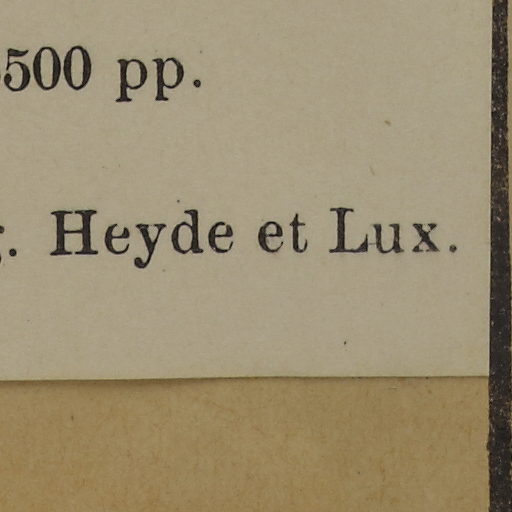 500 pp.
Heyde et Lux.